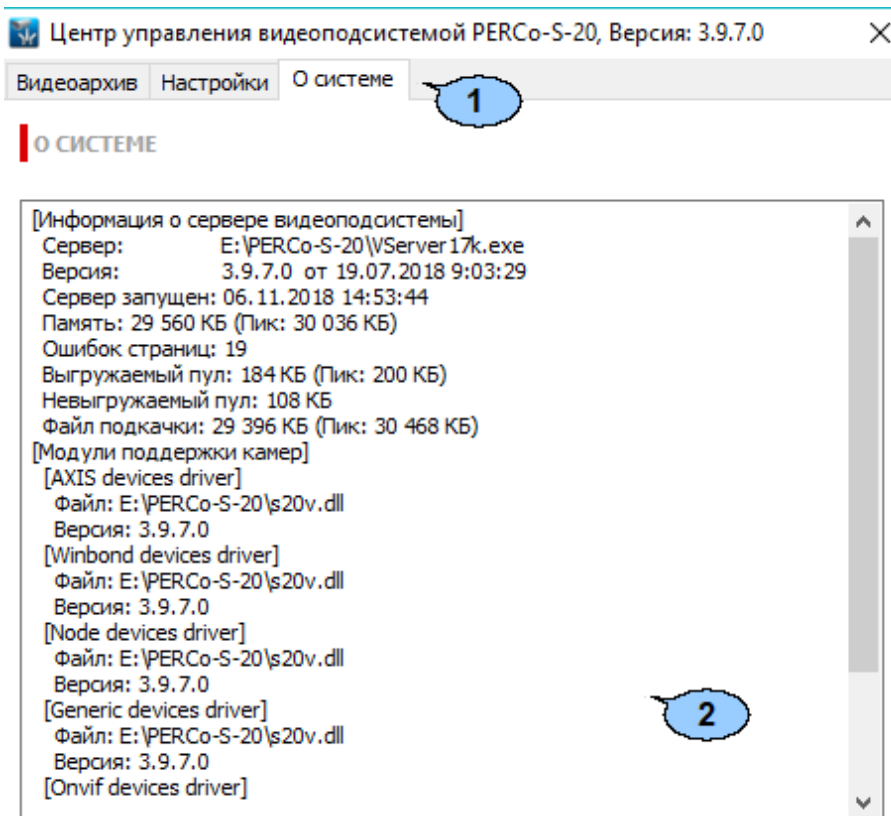 Центр управления видеоподсистемой PERCo-S-20, Версия: 3.9.7.0
Видеоархив Настройки О системе
1
О СИСТЕМЕ
[Информация о сервере видеоподсистемы]
Сервер: E:\PERCo-S-20\VServer17k.exe
Версия: 3.9.7.0 от 19.07.2018 9:03:29
Сервер запущен: 06.11.2018 14:53:44
Память: 29 560 КБ (Пик: 30 036 КБ)
Ошибок страниц: 19
Выгружаемый пул: 184 КБ (Пик: 200 КБ)
Невыгружаемый пул: 108 КБ
Файл подкачки: 29 396 КБ (Пик: 30 468 КБ)
[Модули поддержки камер]
[AXIS devices driver]
Файл: E:\PERCo-S-20\s20v.dll
Версия: 3.9.7.0
[Winbond devices driver]
Файл: E:\PERCo-S-20\s20v.dll
Версия: 3.9.7.0
[Node devices driver]
Файл: E:\PERCo-S-20\s20v.dll
Версия: 3.9.7.0
[Generic devices driver]
2
Файл: E:\PERCo-S-20\s20v.dll
Версия: 3.9.7.0
[Onvif devices driver]